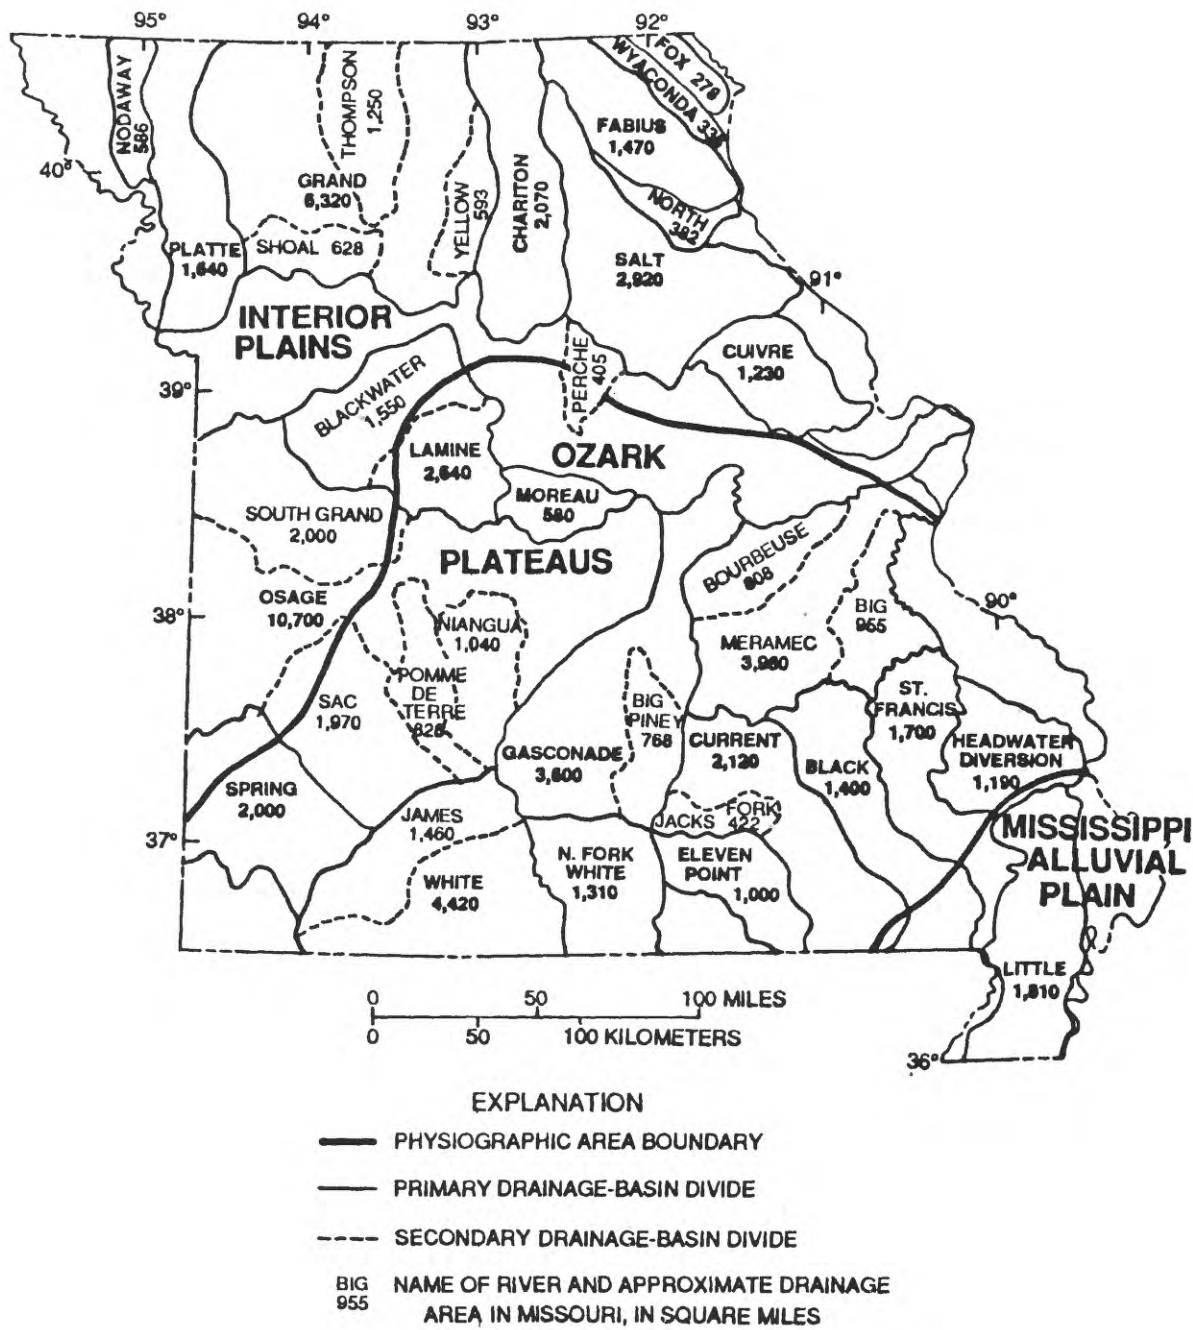 95° 94° 93° 92°
NODAWAY
586
THOMPSON
1,250
FOX 278
WYACONDA
FABIUS
1,470
40°
GRAND
6,320
YELLOW
593
CHARITON
2,070
NORTH
382
PLATTE
1,640
SHOAL 628
SALT
2,920
91°
INTERIOR
PLAINS
CUIVRE
1,230
PERCHE
405
39°
BLACKWATER
1,550
LAMINE
2,640
OZARK
MOREAU
580
SOUTH GRAND
2,000
PLATEAUS
BOURBEUSE
808
OSAGE
10,700
38°
NIANGUA
1,040
BIG
955
90°
MERAMEC
3,980
POMME
DE
TERRE
828
SAC
1,970
BIG
PINEY
768
ST.
FRANCIS
1,700
GASCONADE
3,600
CURRENT
2,120
BLACK
1,400
HEADWATER
DIVERSION
1,190
SPRING
2,000
JAMES
1,460
JACKS FORK
422
37°
MISSISSIPPI
ALLUVIAL
PLAIN
N. FORK
WHITE
1,310
ELEVEN
POINT
1,000
WHITE
4,420
LITTLE
1,810
36°
0 50 100 MILES
0 50 100 KILOMETERS
EXPLANATION
PHYSIOGRAPHIC AREA BOUNDARY
PRIMARY DRAINAGE-BASIN DIVIDE
SECONDARY DRAINAGE-BASIN DIVIDE
BIG
955
NAME OF RIVER AND APPROXIMATE DRAINAGE
AREA IN MISSOURI, IN SQUARE MILES